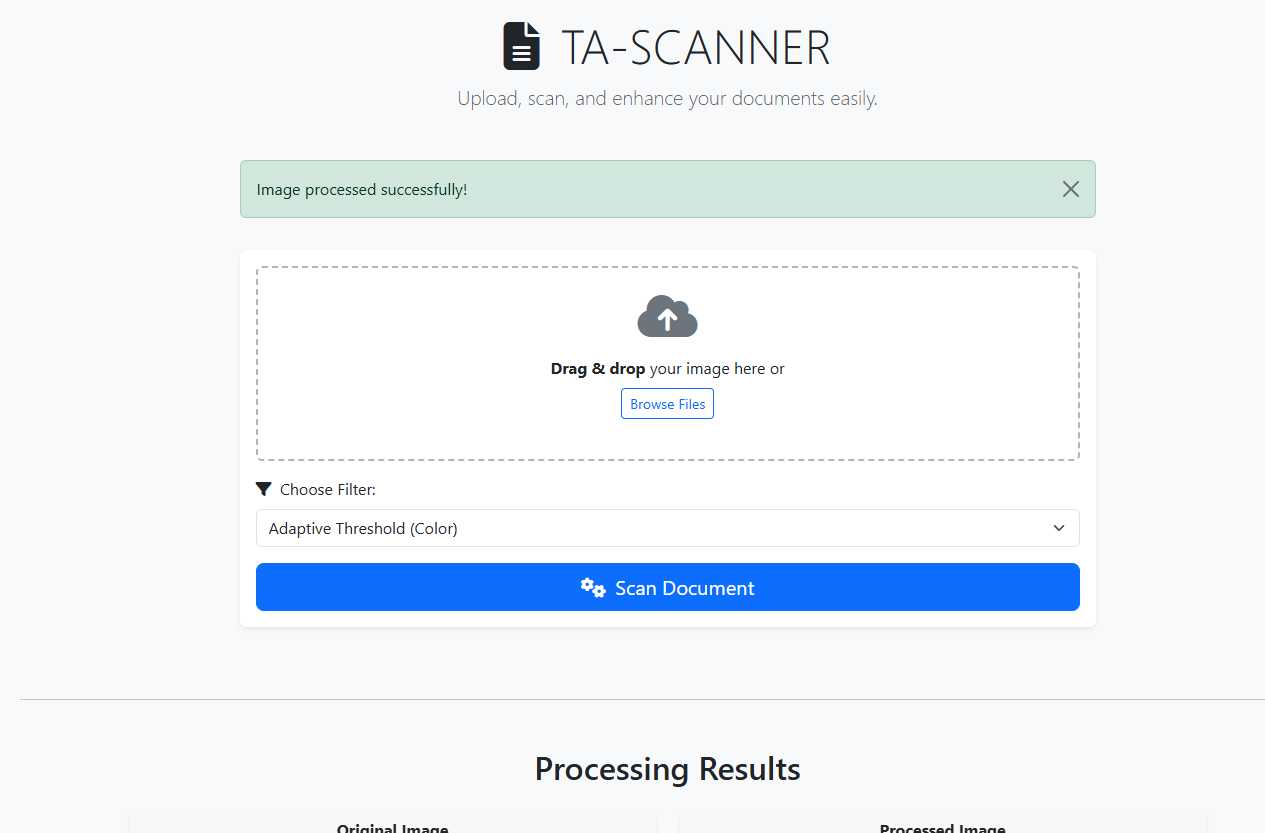 TA-SCANNER
Upload, scan, and enhance your documents easily.
Image processed successfully!
Drag & drop your image here or
Browse Files
Choose Filter:
Adaptive Threshold (Color)
Scan Document
Processing Results
Original Image
Processed Image